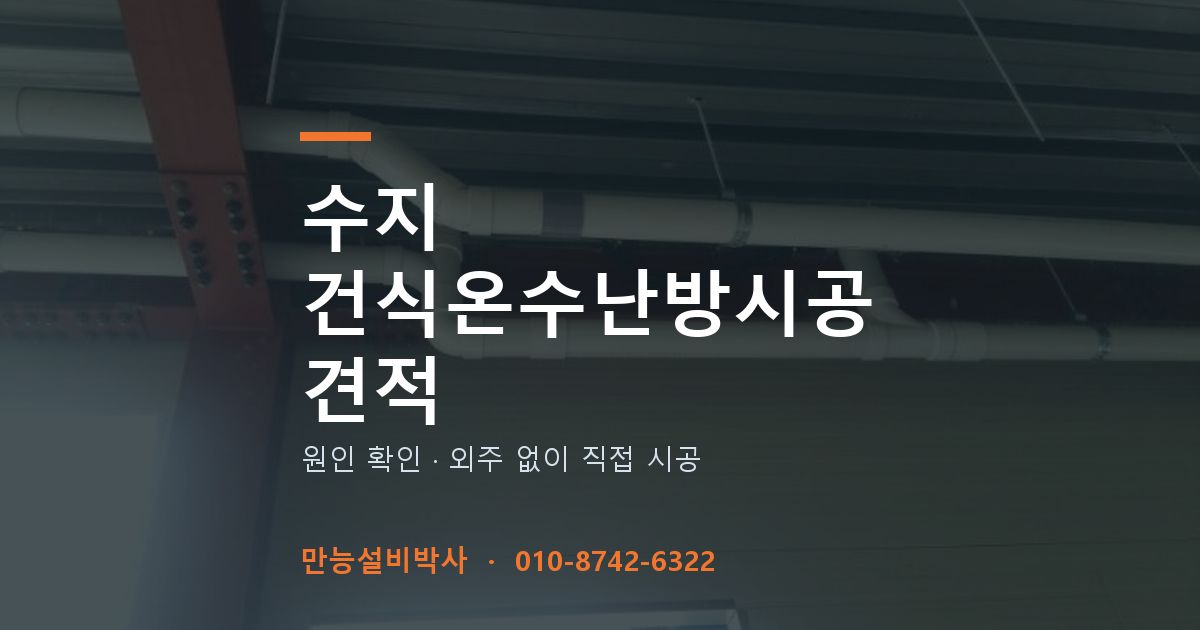 수지
건식온수난방시공
견적
원인 확인 · 외주 없이 직접 시공
만능설비박사 · 010-8742-6322